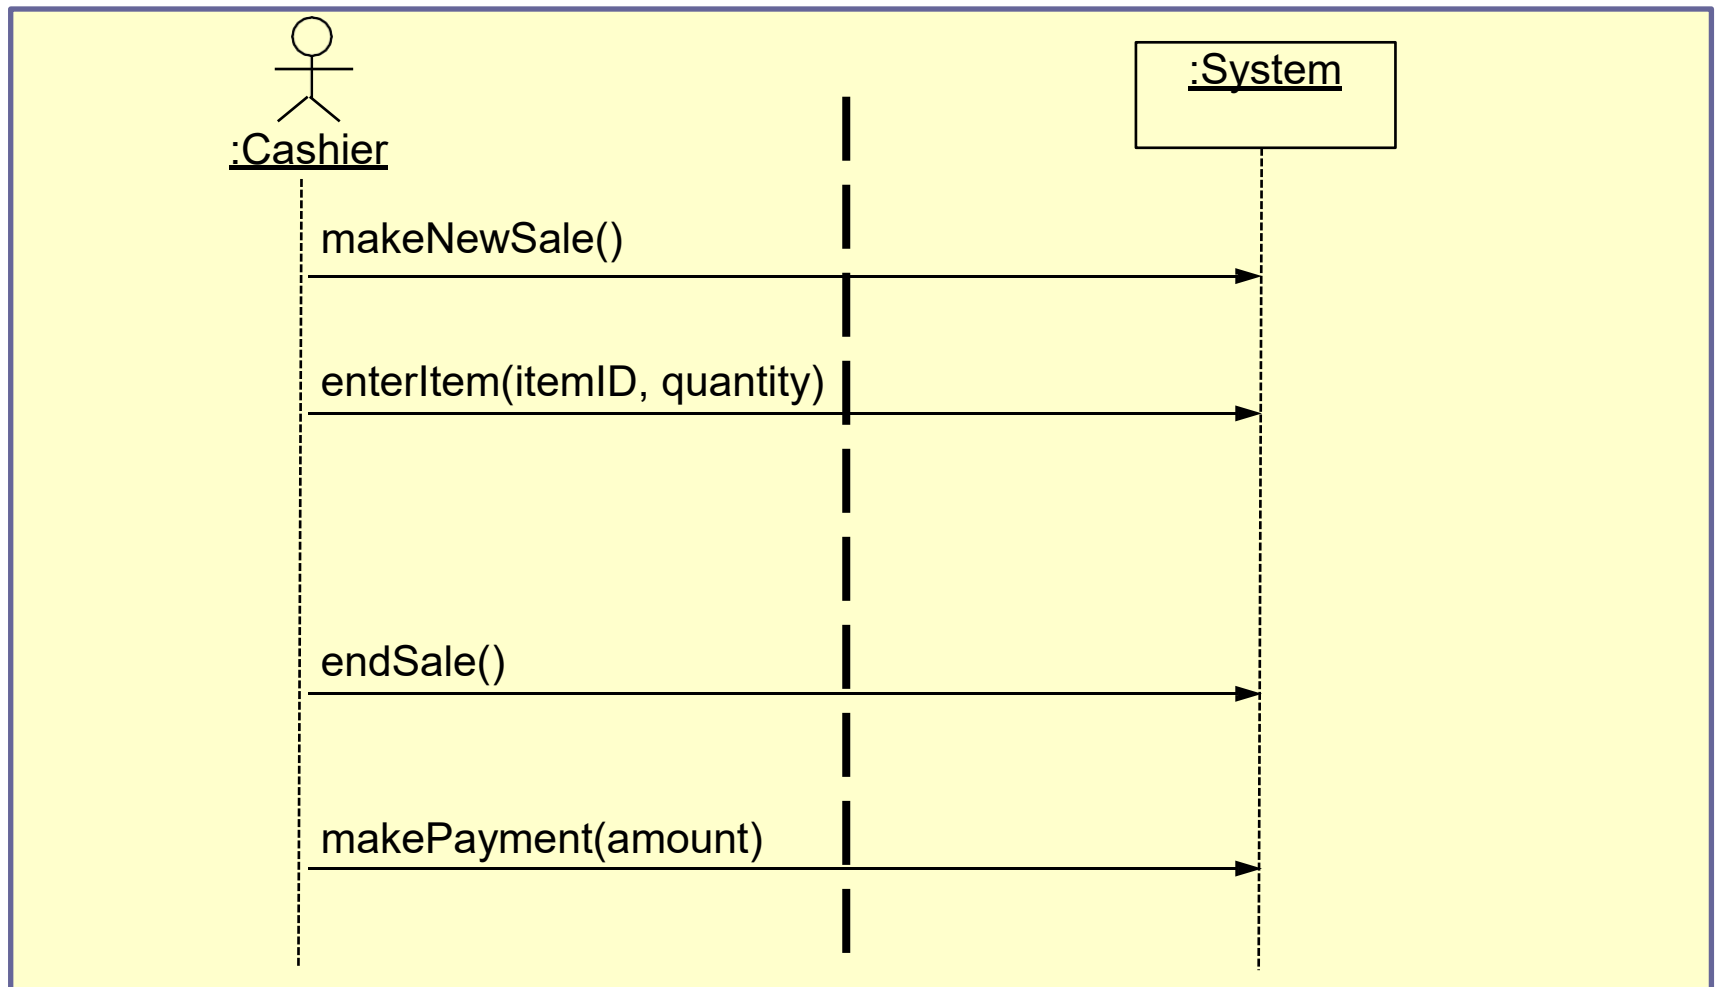 :System
:Cashier
makeNewSale()
enterItem(itemID, quantity)
endSale()
makePayment(amount)